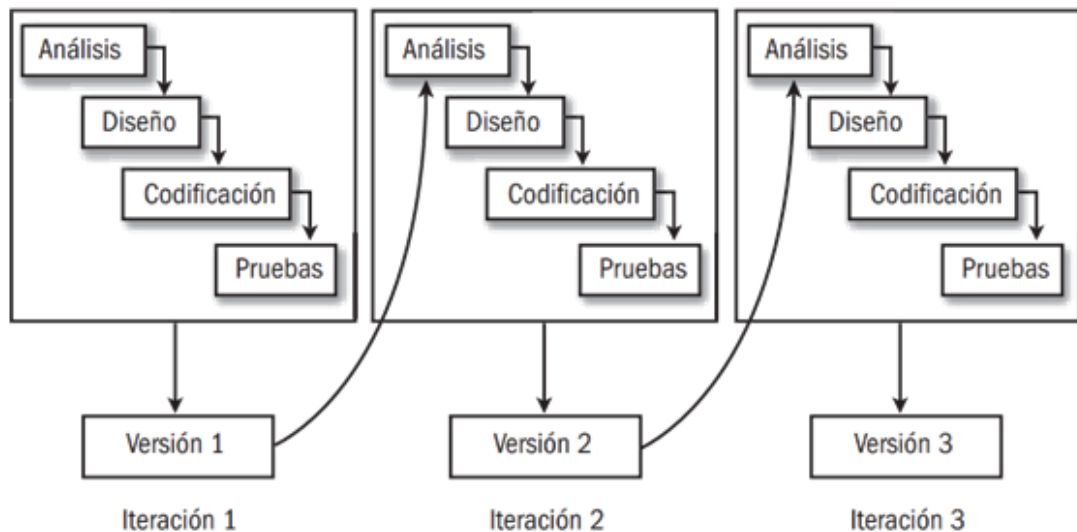 Análisis
Diseño
Codificación
Pruebas
Versión 1
Iteración 1
Análisis
Diseño
Codificación
Pruebas
Versión 2
Iteración 2
Análisis
Diseño
Codificación
Pruebas
Versión 3
Iteración 3